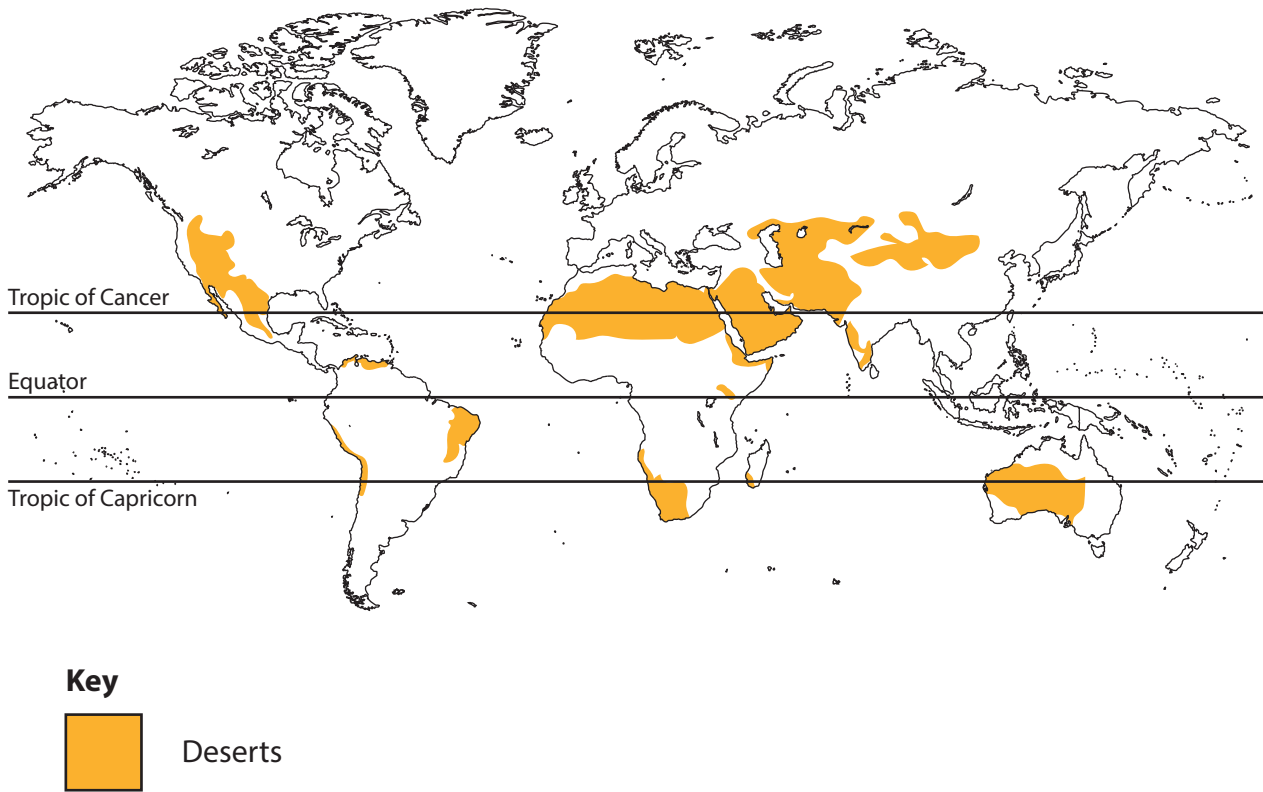 Tropic of Cancer
Equator
Tropic of Capricorn
Key
Deserts